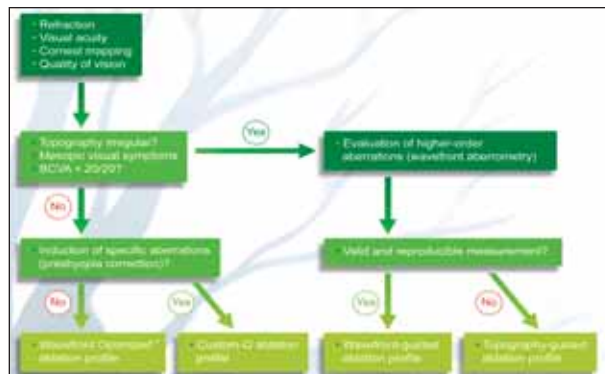 • Refraction
• Visual acuity
• Corneal mapping
• Quality of vision
• Topography irregular?
Mesopic visual symptoms
BCVA < 20/20?
Yes
• Evaluation of higher-order
aberrations (wavefront aberrometry)
No
• Induction of specific aberrations
(presbyopia correction)?
• Valid and reproducible measurement?
No
Yes
Yes
No
• Wavefront Optimized
ablation profile
• Custom-Q ablation
profile
• Wavefront-guided
ablation profile
• Topography-guided
ablation profile